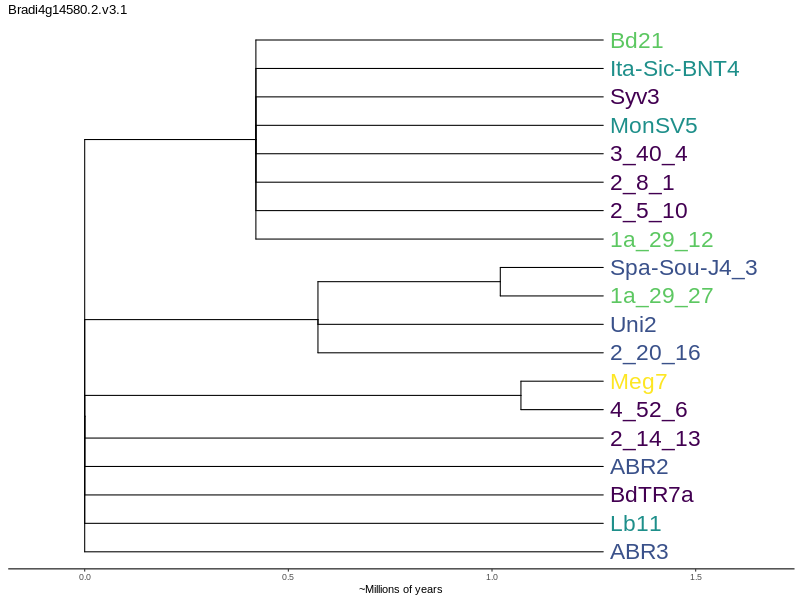 Bradi4g14580.2.v3.1
Bd21
Ita-Sic-BNT4
Syv3
MonSV5
3_40_4
2_8_1
2_5_10
1a_29_12
Spa-Sou-J4_3
1a_29_27
Uni2
2_20_16
Meg7
4_52_6
2_14_13
ABR2
BdTR7a
Lb11
ABR3
0.0 0.5 1.0 1.5
~Millions of years